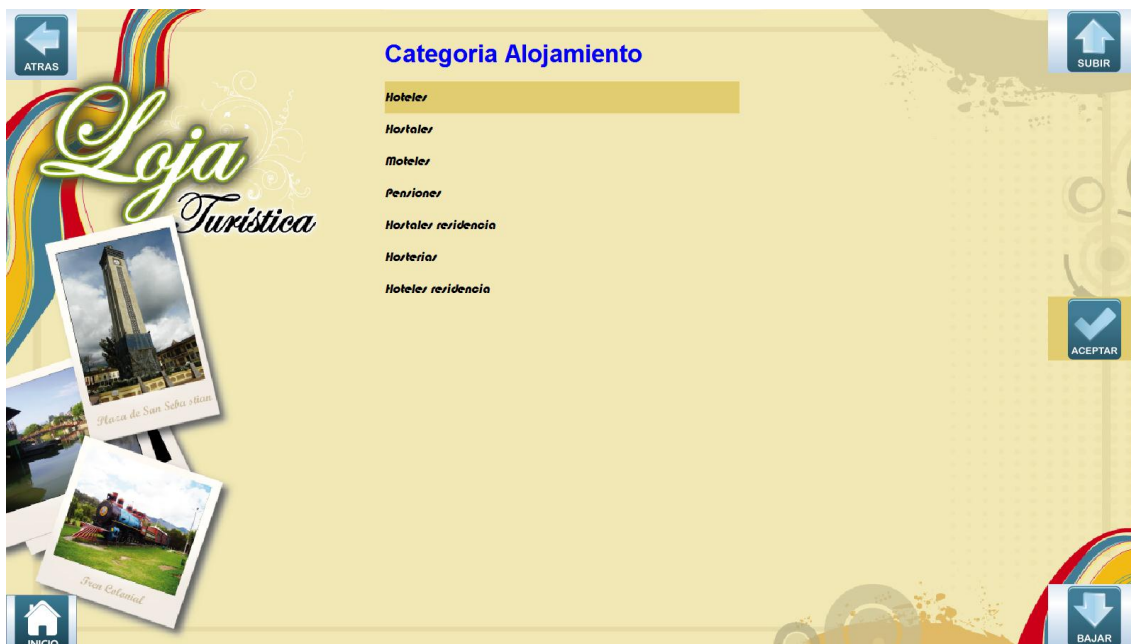 ATRAS
SUBIR
Categoria Alojamiento
Hoteles
Hostales
Moteles
Pensiones
Hostales residencia
Hosterias
Hoteles residencia
Loja
Turística
Plaza de San Sebastian
Tren Colonial
ACEPTAR
INICIO
BAJAR